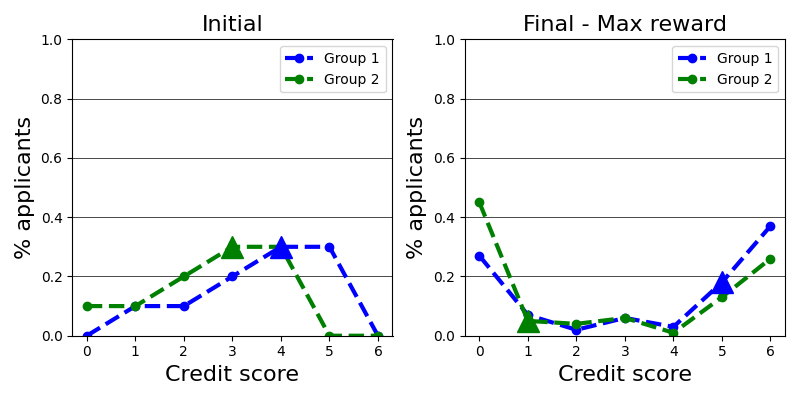 Initial
1.0
0.8
0.6
0.4
0.2
0.0
% applicants
Group 1
Group 2
0 1 2 3 4 5 6
Credit score
Final - Max reward
1.0
0.8
0.6
0.4
0.2
0.0
% applicants
Group 1
Group 2
0 1 2 3 4 5 6
Credit score